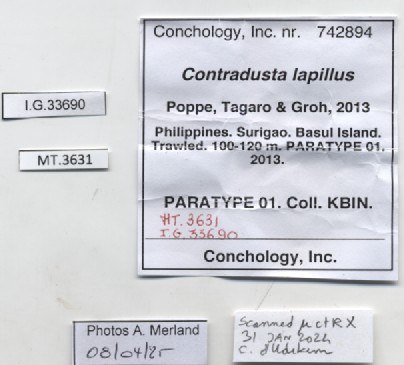 Conchology, Inc. nr. 742894
Contradusta lapillus
Poppe, Tagaro & Groh, 2013
Philippines. Surigao. Basul Island.
Trawled. 100-120 m. PARATYPE 01.
2013.
PARATYPE 01. Coll. KBIN.
MT. 3631
I.G. 33690
Conchology, Inc.
I.G.33690
MT.3631
Photos A. Merland
08/04/25
Scanned µctRX
31 JAN 2024
C. d'Udekem